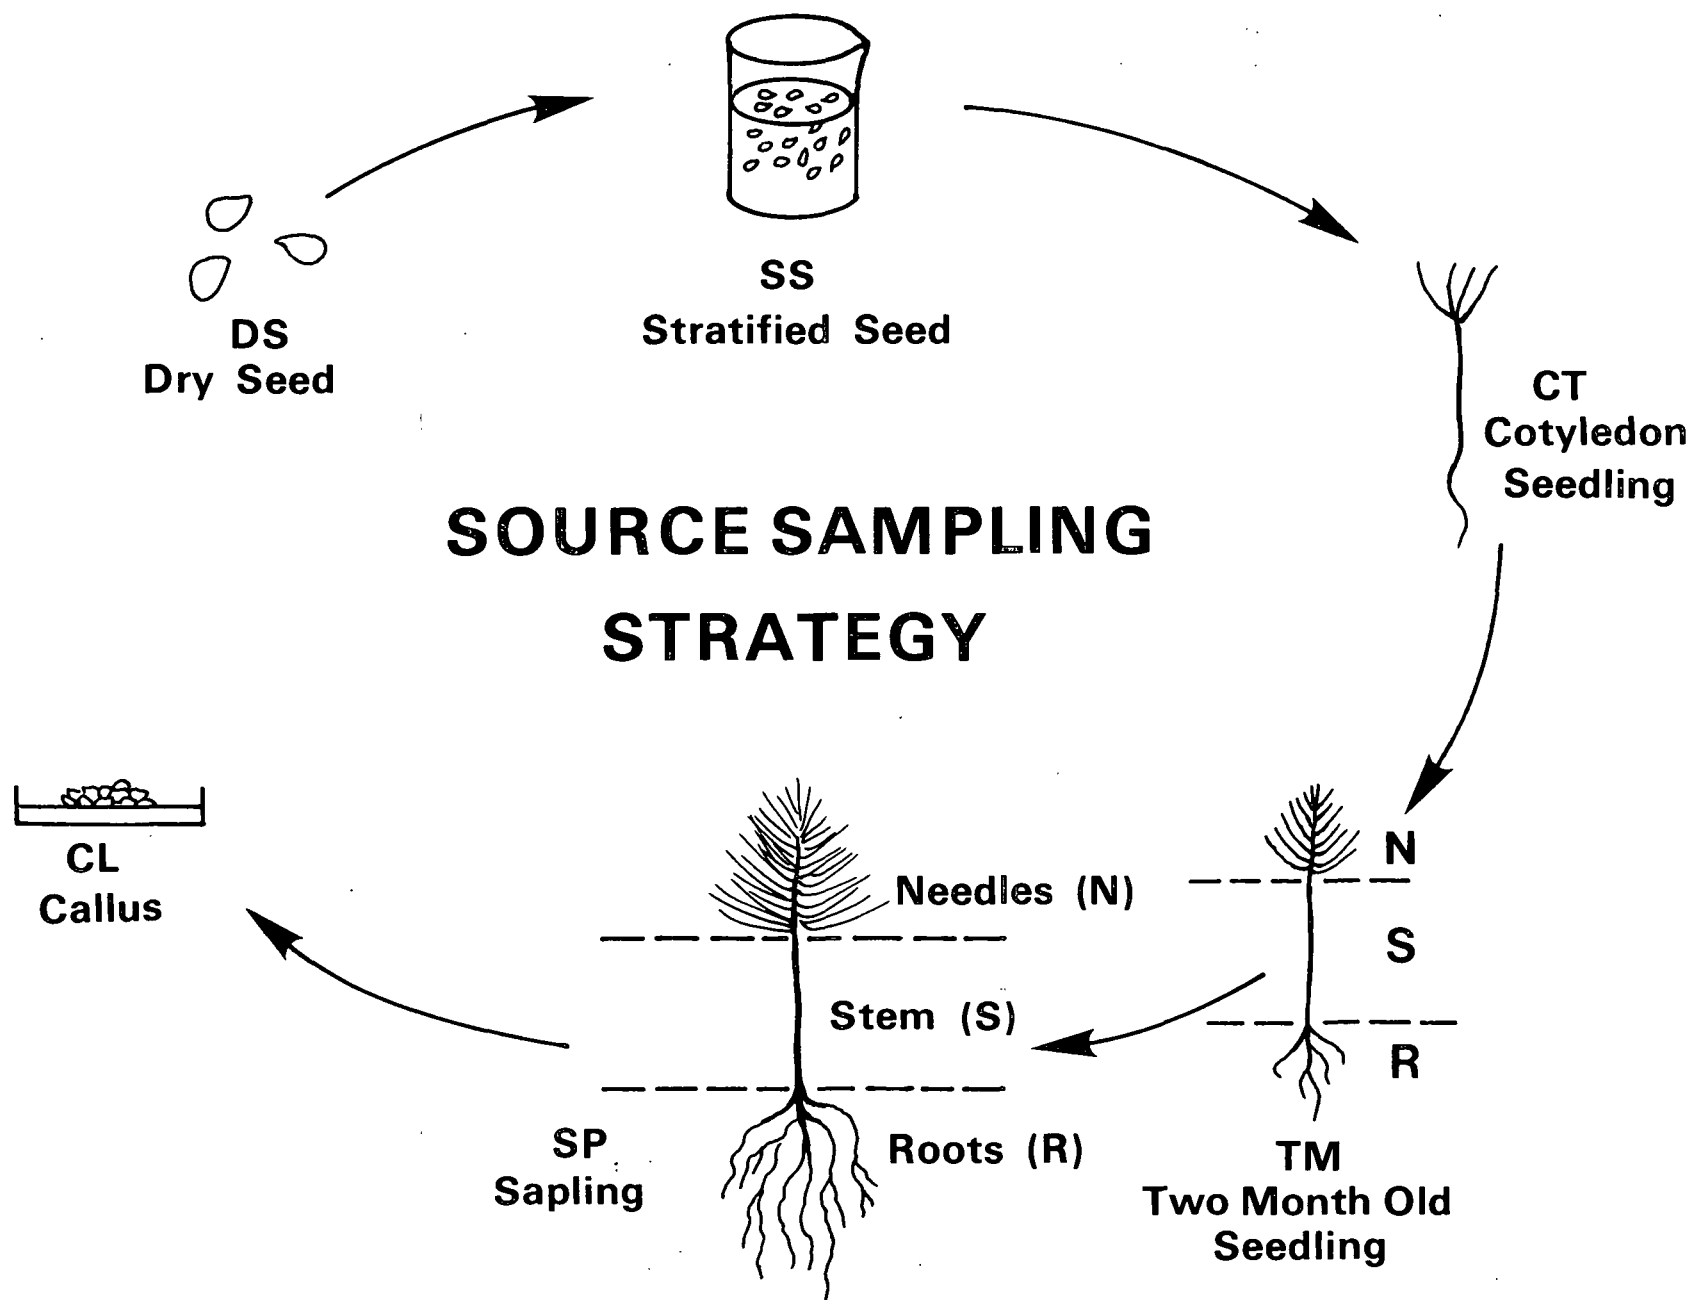 SS
Stratified Seed
DS
Dry Seed
CT
Cotyledon
Seedling
SOURCE SAMPLING
STRATEGY
CL
Callus
Needles (N)
Stem (S)
Roots (R)
SP
Sapling
N
S
R
TM
Two Month Old
Seedling